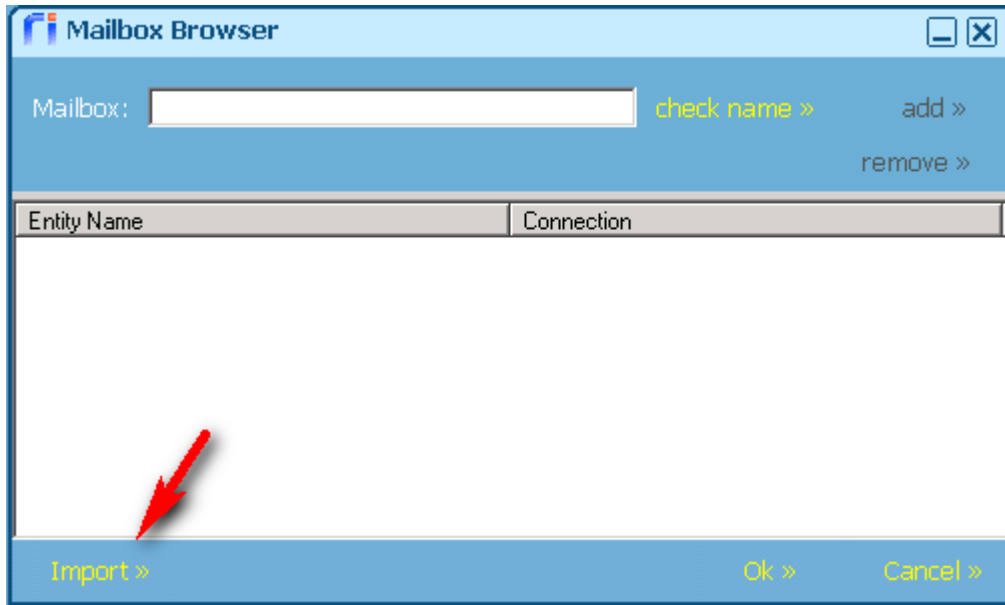 Mailbox Browser
Mailbox: check name » add »
remove »
Entity Name Connection
Import » Ok » Cancel »